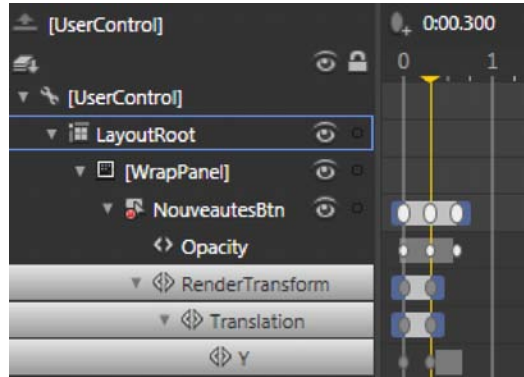 [UserControl]
0:00.300
0 1
[UserControl]
LayoutRoot
[WrapPanel]
NouveautesBtn
Opacity
RenderTransform
Translation
Y